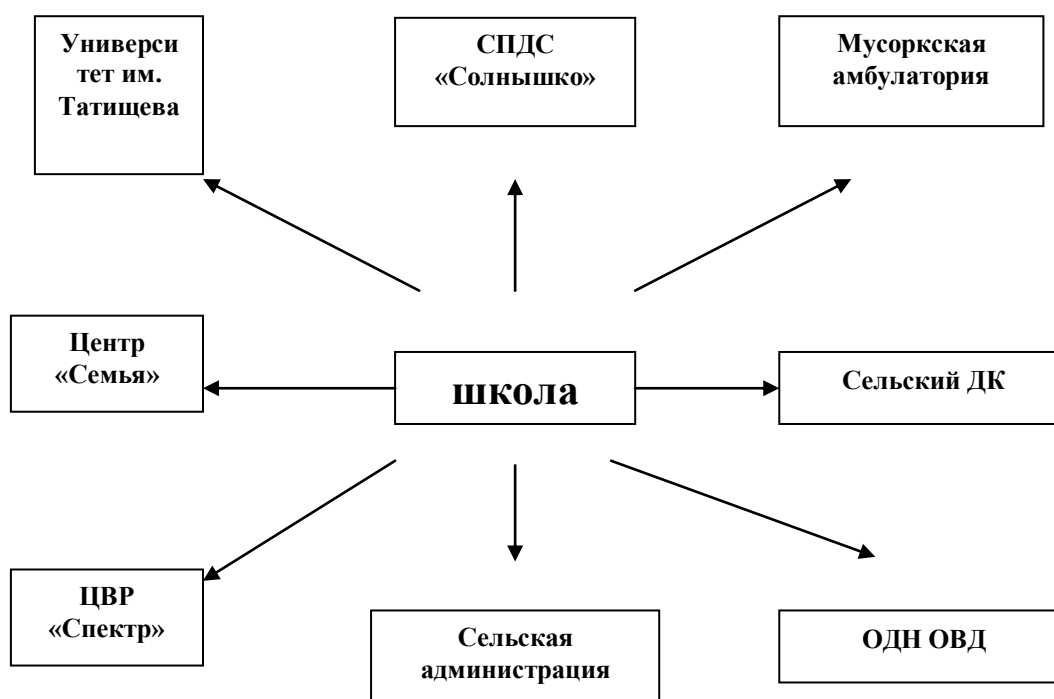 Универси
тет им.
Татищева
СПДС
«Солнышко»
Мусоркская
амбулатория
Центр
«Семья»
школа
Сельский ДК
ЦВР
«Спектр»
Сельская
администрация
ОДН ОВД